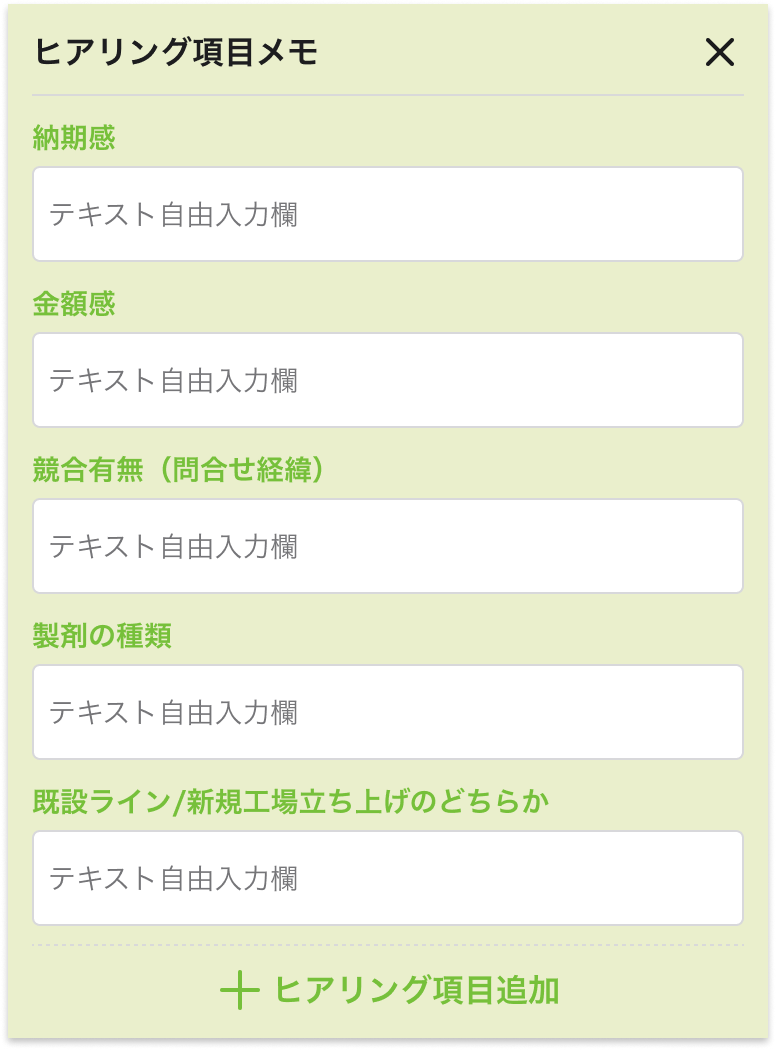 ヒアリング項目メモ
納期感
テキスト自由入力欄
金額感
テキスト自由入力欄
競合有無（問合せ経緯）
テキスト自由入力欄
製剤の種類
テキスト自由入力欄
既設ライン/新規工場立ち上げのどちらか
テキスト自由入力欄
ヒアリング項目追加